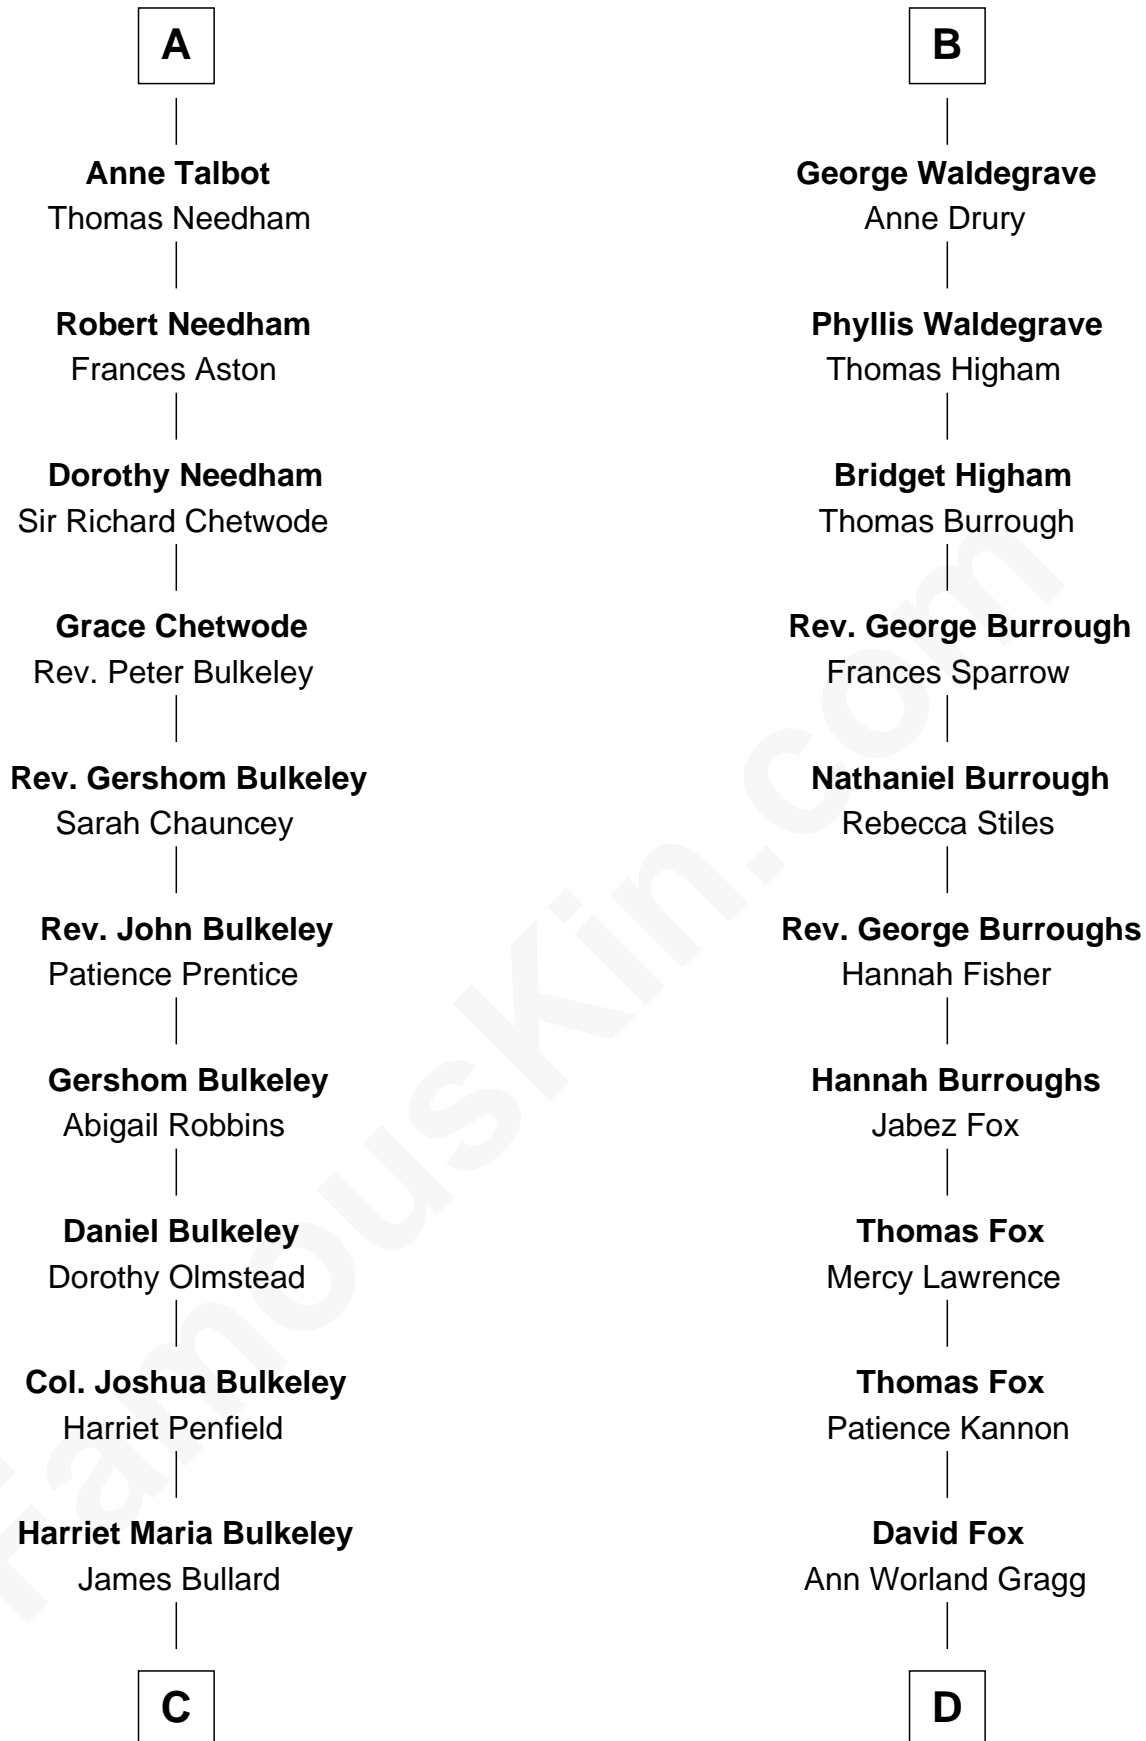 A
Anne Talbot
Thomas Needham
Robert Needham
Frances Aston
Dorothy Needham
Sir Richard Chetwode
Grace Chetwode
Rev. Peter Bulkeley
Rev. Gershom Bulkeley
Sarah Chauncey
Rev. John Bulkeley
Patience Prentice
Gershom Bulkeley
Abigail Robbins
Daniel Bulkeley
Dorothy Olmstead
Col. Joshua Bulkeley
Harriet Penfield
Harriet Maria Bulkeley
James Bullard
C
B
George Waldegrave
Anne Drury
Phyllis Waldegrave
Thomas Higham
Bridget Higham
Thomas Burrough
Rev. George Burrough
Frances Sparrow
Nathaniel Burrough
Rebecca Stiles
Rev. George Burroughs
Hannah Fisher
Hannah Burroughs
Jabez Fox
Thomas Fox
Mercy Lawrence
Thomas Fox
Patience Kannon
David Fox
Ann Worland Gragg
D
FamousKin.com